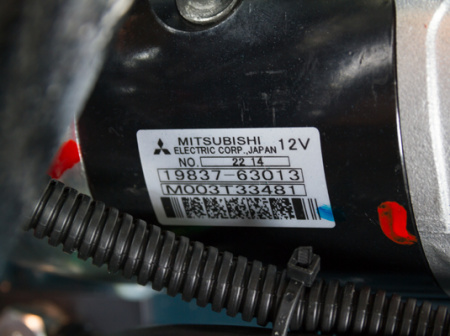 MITSUBISHI 12V
ELECTRIC CORP., JAPAN
NO. 22 14
19837-63013
M003T33481